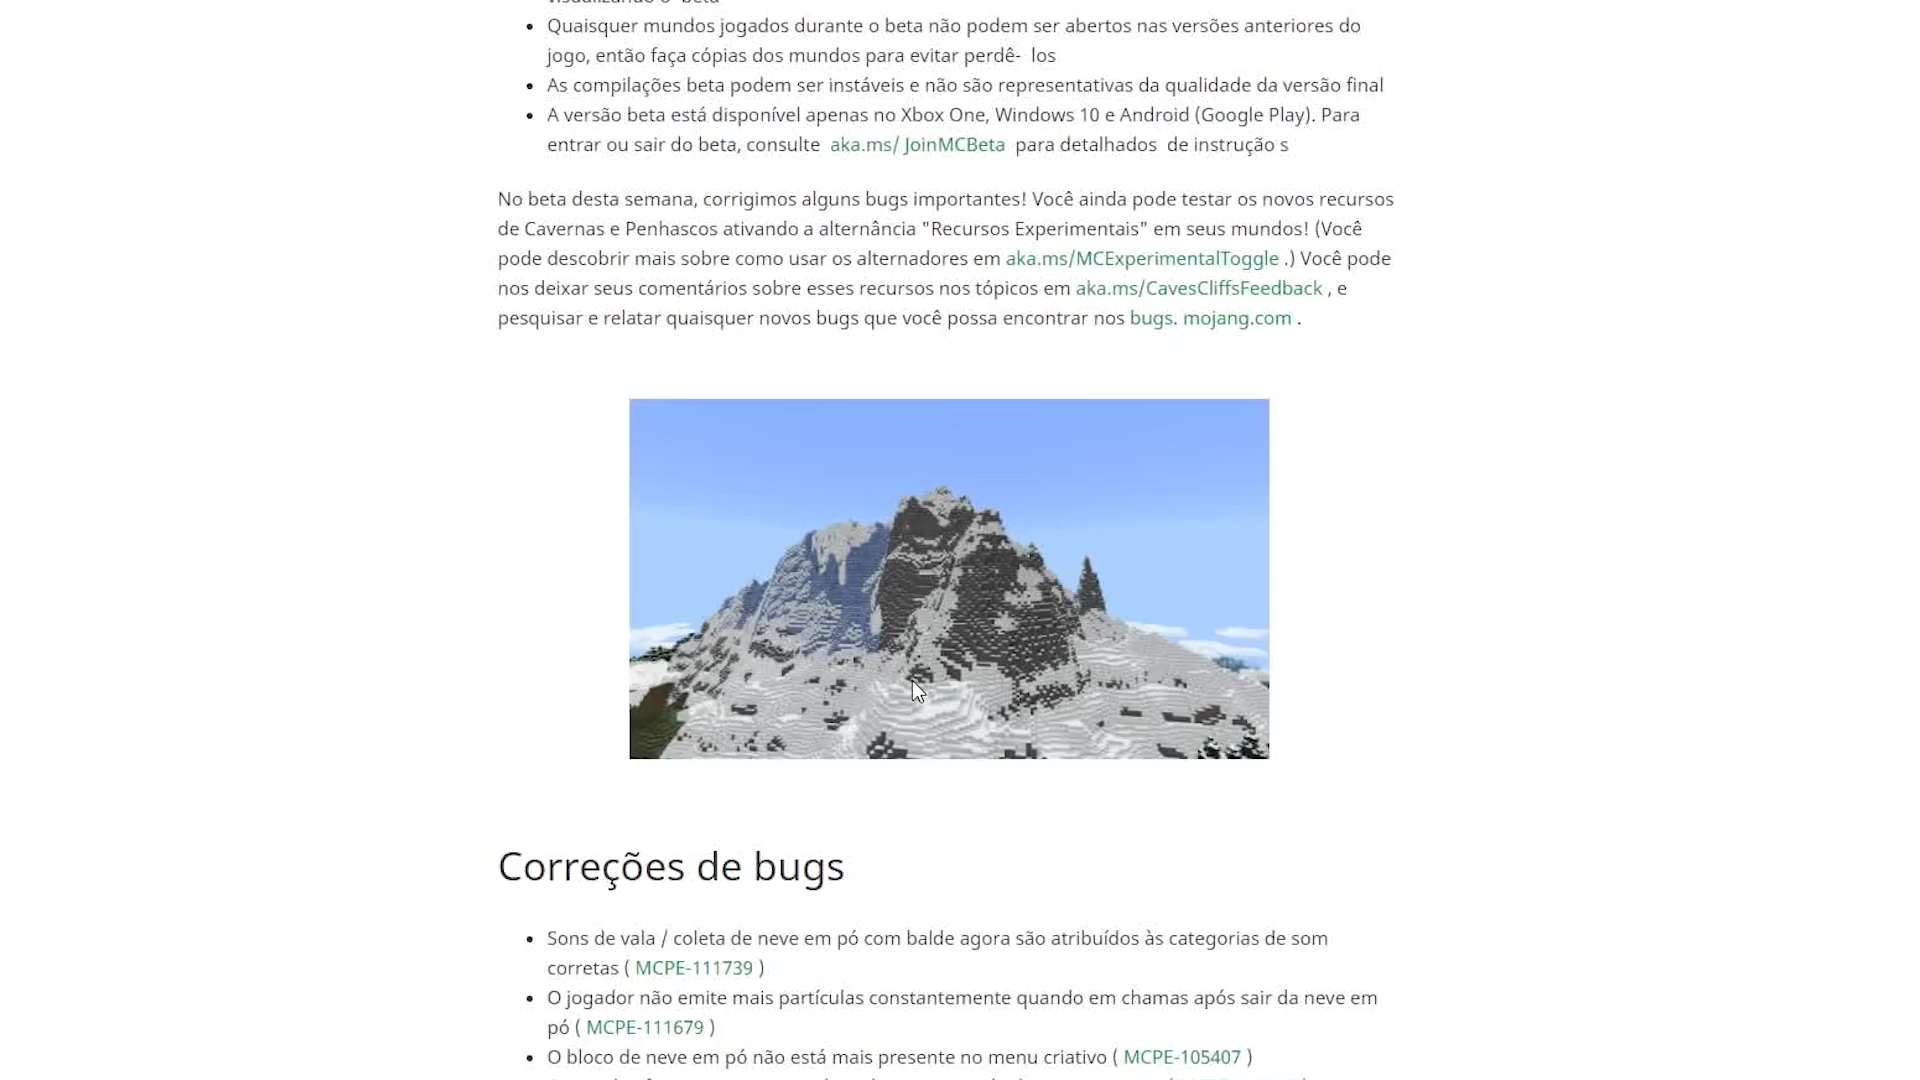 visualizando o beta
Quaisquer mundos jogados durante o beta não podem ser abertos nas versões anteriores do
jogo, então faça cópias dos mundos para evitar perdê- los
As compilações beta podem ser instáveis e não são representativas da qualidade da versão final
A versão beta está disponível apenas no Xbox One, Windows 10 e Android (Google Play). Para
entrar ou sair do beta, consulte aka.ms/ JoinMCBeta para detalhados de instrução s
No beta desta semana, corrigimos alguns bugs importantes! Você ainda pode testar os novos recursos
de Cavernas e Penhascos ativando a alternância "Recursos Experimentais" em seus mundos! (Você
pode descobrir mais sobre como usar os alternadores em aka.ms/MCExperimentalToggle .) Você pode
nos deixar seus comentários sobre esses recursos nos tópicos em aka.ms/CavesCliffsFeedback , e
pesquisar e relatar quaisquer novos bugs que você possa encontrar nos bugs. mojang.com .
Correções de bugs
Sons de vala / coleta de neve em pó com balde agora são atribuídos às categorias de som
corretas ( MCPE-111739 )
O jogador não emite mais partículas constantemente quando em chamas após sair da neve em
pó ( MCPE-111679 )
O bloco de neve em pó não está mais presente no menu criativo ( MCPE-105407 )